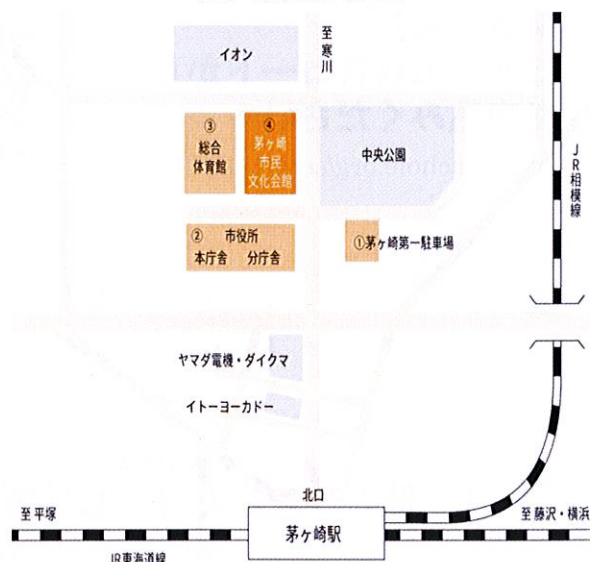 イオン
至寒川
③
総合
体育館
④
茅ヶ崎
市民
文化会館
中央公園
JR相模線
② 市役所
本庁舎 分庁舎
①茅ヶ崎第一駐車場
ヤマダ電機・ダイクマ
イトーヨーカドー
北口
至平塚
茅ヶ崎駅
至藤沢・横浜
JR東海道線